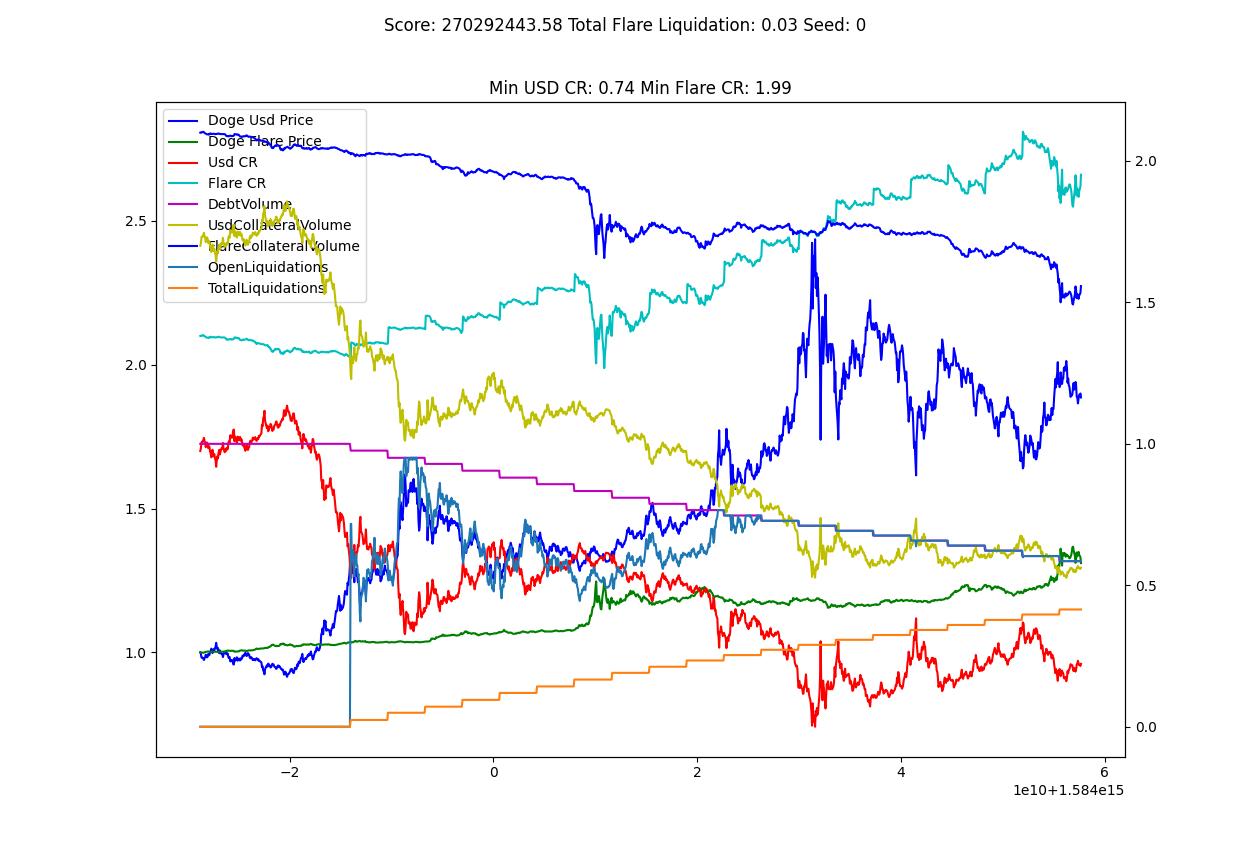 Score: 270292443.58 Total Flare Liquidation: 0.03 Seed: 0
Min USD CR: 0.74 Min Flare CR: 1.99
Doge Usd Price
Doge Flare Price
Usd CR
Flare CR
DebtVolume
UsdCollateralVolume
FlareCollateralVolume
OpenLiquidations
TotalLiquidations
2.5
2.0
1.5
1.0
2.0
1.5
1.0
0.5
0.0
−2
0
2
4
6
1e10+1.584e15